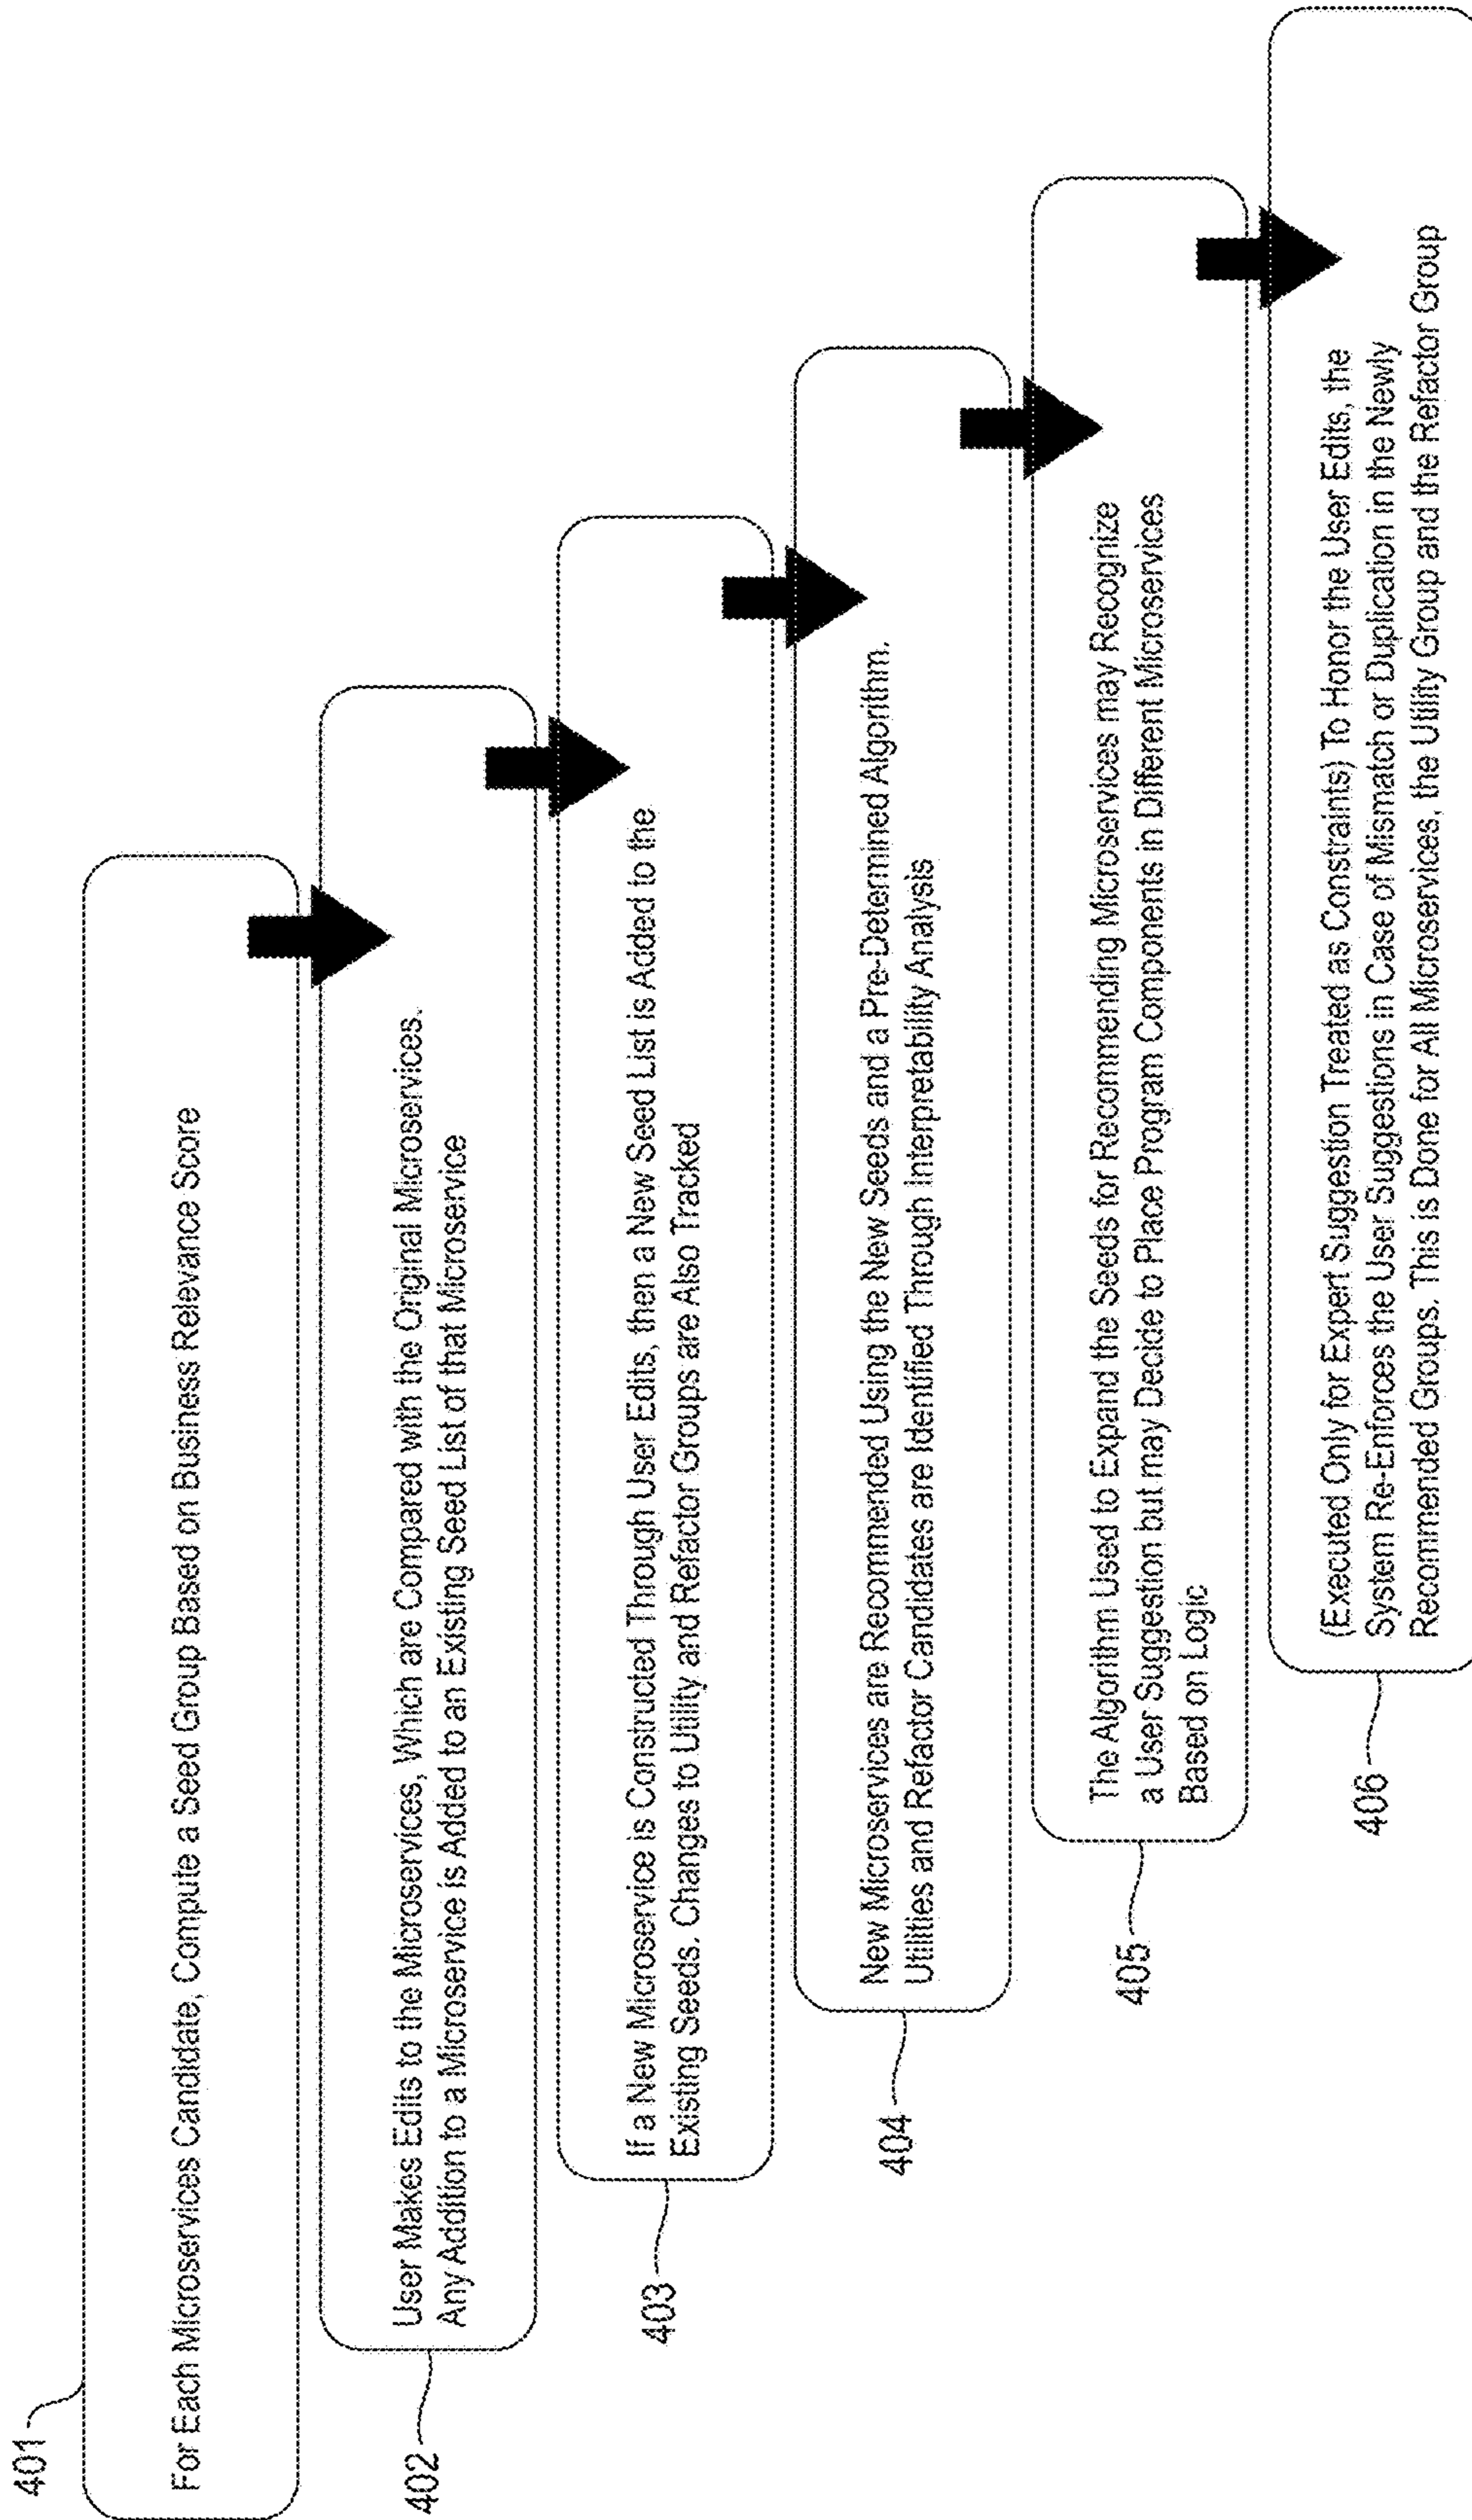 401
For Each Microservices Candidate, Compute a Seed Group Based on Business Relevance Score
402
User Makes Edits to the Microservices, Which are Compared with the Original Microservices.
Any Addition to a Microservice is Added to an Existing Seed List of that Microservice
403
If a New Microservice is Constructed Through User Edits, then a New Seed List is Added to the
Existing Seeds. Changes to Utility and Refactor Groups are Also Tracked
404
New Microservices are Recommended Using the New Seeds and a Pre-Determined Algorithm.
Utilities and Refactor Candidates are Identified Through Interpretability Analysis
405
The Algorithm Used to Expand the Seeds for Recommending Microservices may Recognize
a User Suggestion but may Decide to Place Program Components in Different Microservices
Based on Logic
406
(Executed Only for Expert Suggestion Treated as Constraints) To Honor the User Edits, the
System Re-Enforces the User Suggestions in Case of Mismatch or Duplication in the Newly
Recommended Groups. This is Done for All Microservices, the Utility Group and the Refactor Group